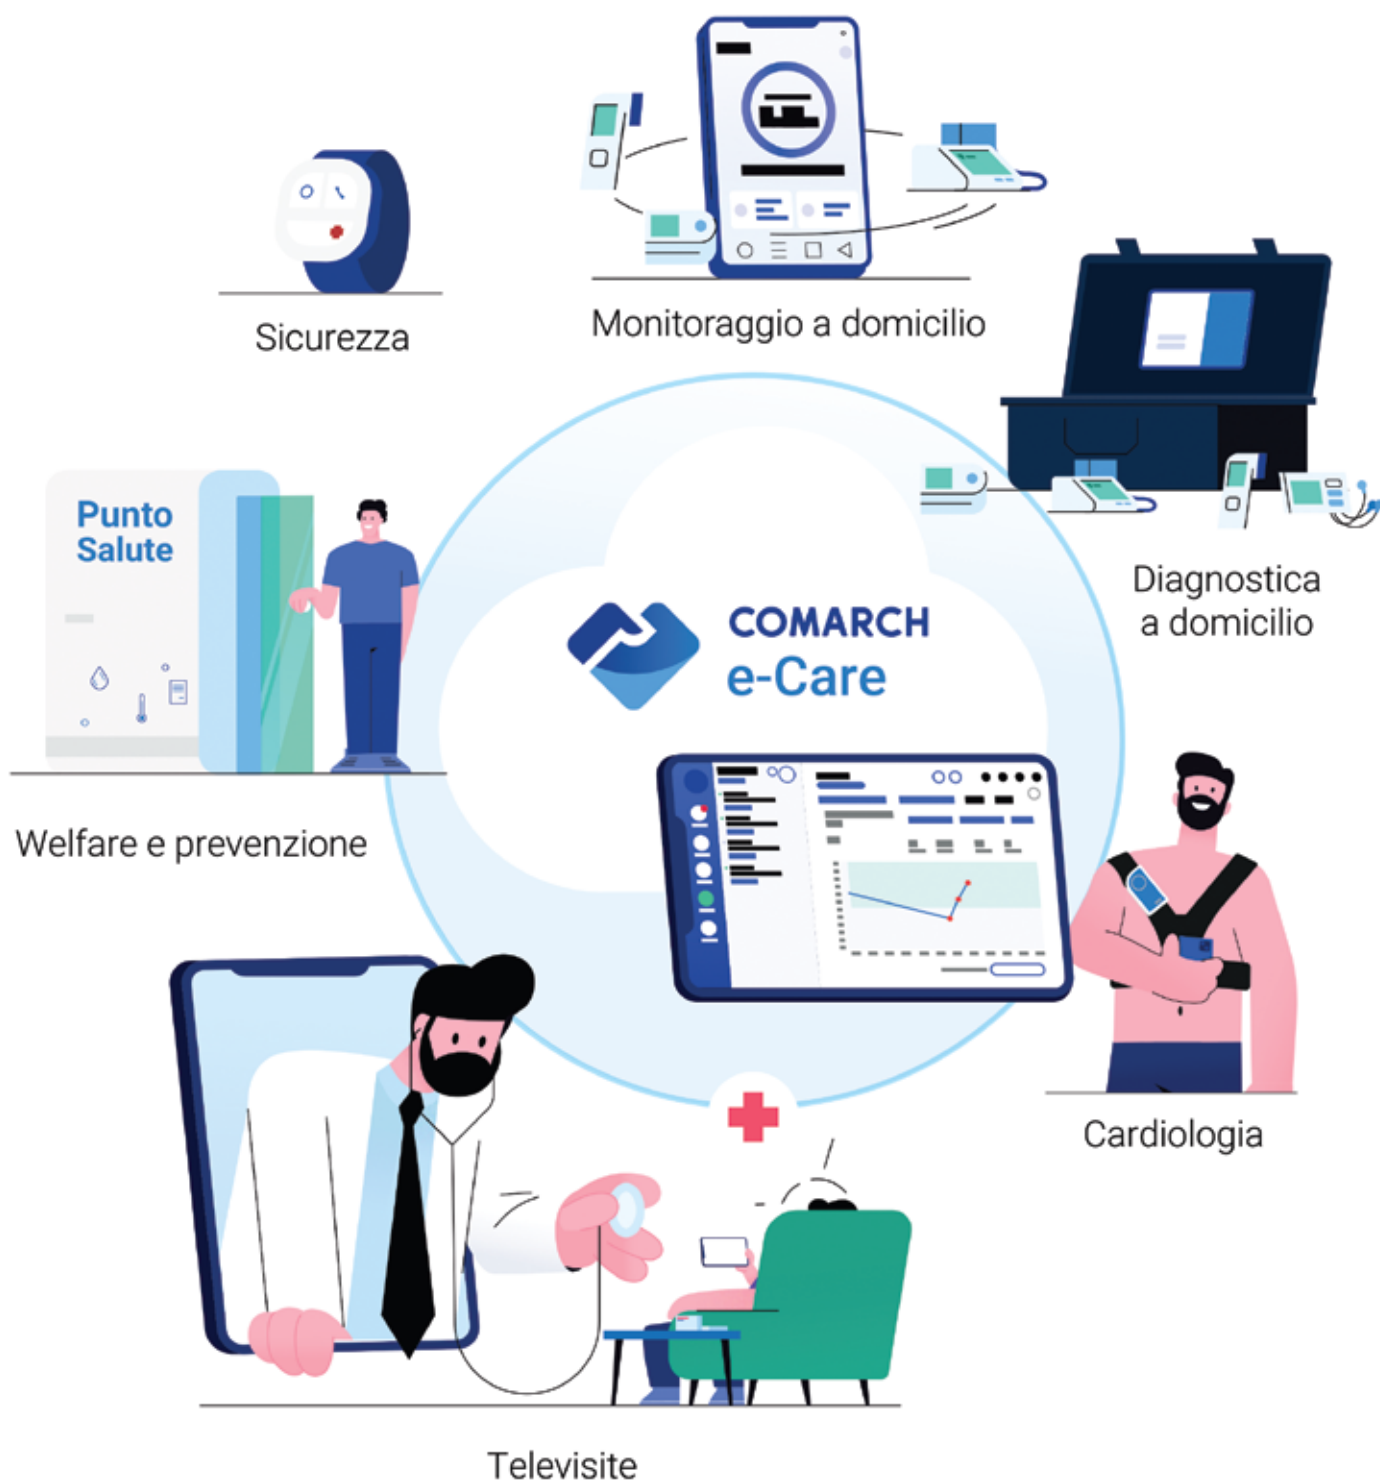 Monitoraggio a domicilio
Sicurezza
Punto
Salute
Diagnostica
a domicilio
COMARCH
e-Care
Welfare e prevenzione
Cardiologia
Televisite